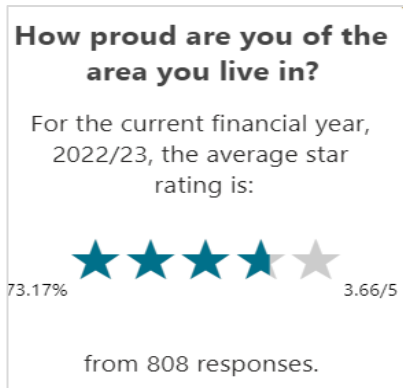 How proud are you of the
area you live in?
For the current financial year,
2022/23, the average star
rating is:
73.17%
3.66/5
from 808 responses.